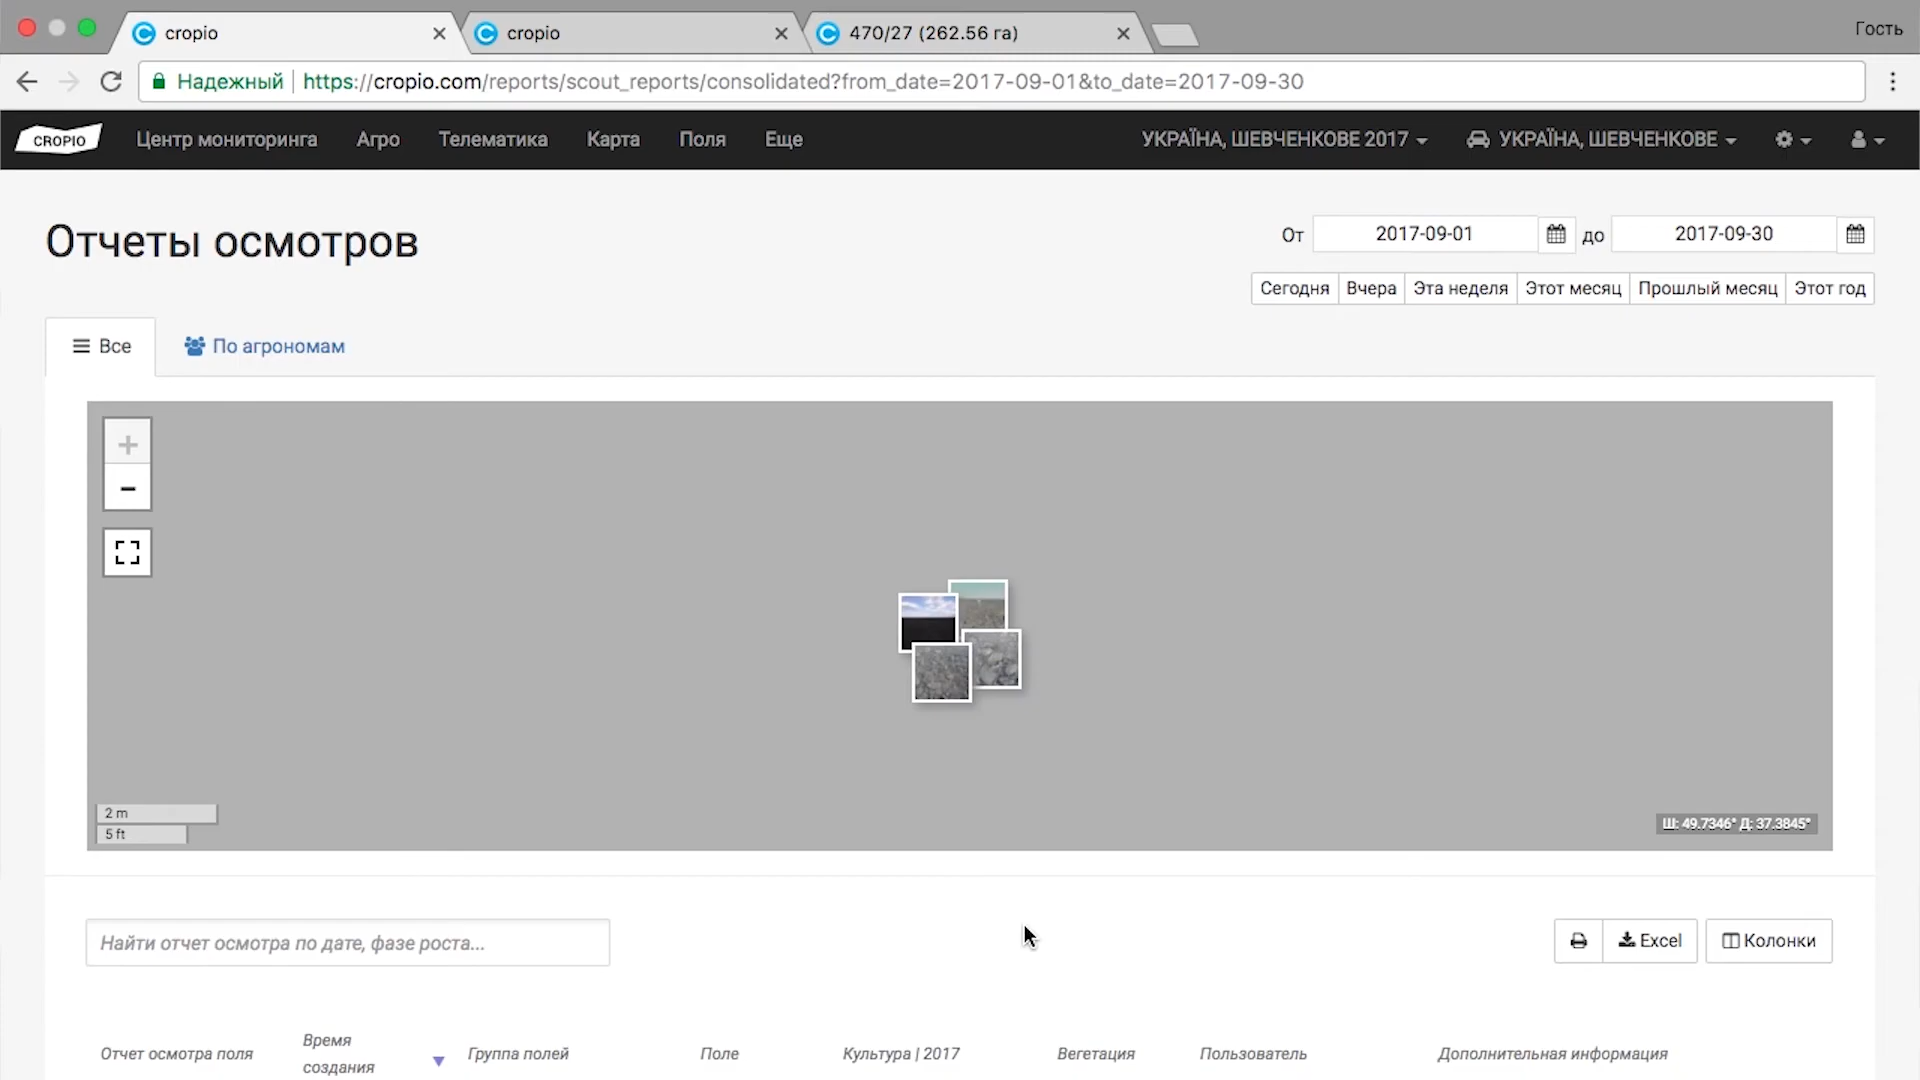 cropio
cropio
470/27 (262.56 га)
Гость
Надежный
https://cropio.com/reports/scout_reports/consolidated?from_date=2017-09-01&to_date=2017-09-30
CROPIO
Центр мониторинга
Агро
Телематика
Карта
Поля
Еще
УКРАЇНА, ШЕВЧЕНКОВЕ 2017
УКРАЇНА, ШЕВЧЕНКОВЕ
Отчеты осмотров
От
2017-09-01
до
2017-09-30
Сегодня
Вчера
Эта неделя
Этот месяц
Прошлый месяц
Этот год
Все
По агрономам
+
−
2 m
5 ft
Ш: 49.7346° Д: 37.3845°
Найти отчет осмотра по дате, фазе роста...
Excel
Колонки
Отчет осмотра поля
Время
создания
Группа полей
Поле
Культура | 2017
Вегетация
Пользователь
Дополнительная информация